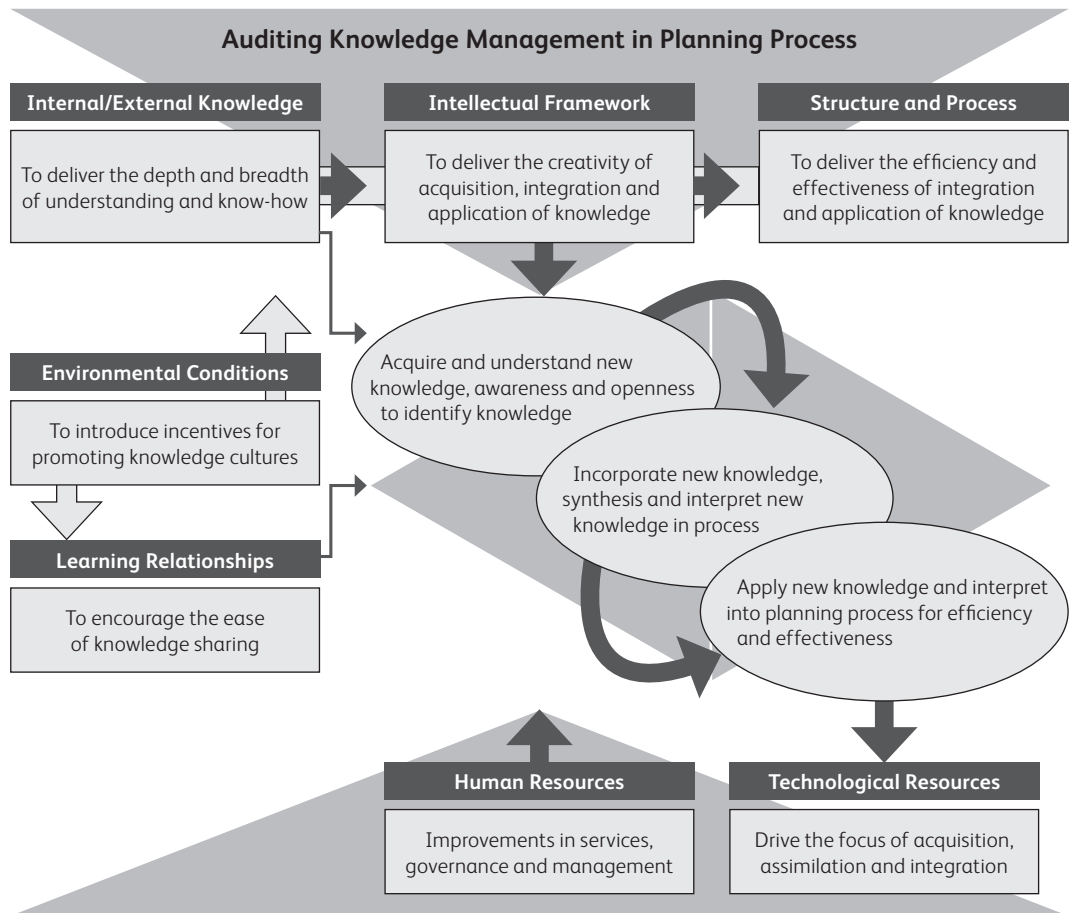 Auditing Knowledge Management in Planning Process
Internal/External Knowledge
To deliver the depth and breadth
of understanding and know-how
Intellectual Framework
To deliver the creativity of
acquisition, integration and
application of knowledge
Structure and Process
To deliver the efficiency and
effectiveness of integration
and application of knowledge
Environmental Conditions
To introduce incentives for
promoting knowledge cultures
Learning Relationships
To encourage the ease
of knowledge sharing
Acquire and understand new
knowledge, awareness and openness
to identify knowledge
Incorporate new knowledge,
synthesis and interpret new
knowledge in process
Apply new knowledge and interpret
into planning process for efficiency
and effectiveness
Human Resources
Improvements in services,
governance and management
Technological Resources
Drive the focus of acquisition,
assimilation and integration